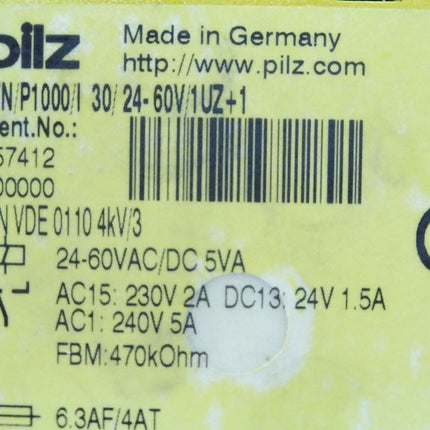 pilz
Made in Germany
http://www.pilz.com
N/P1000/I 30/ 24-60V/1UZ+1
ent.No.:
57412
00000
N VDE 0110 4kV/3
24-60VAC/DC 5VA
AC15: 230V 2A DC13: 24V 1.5A
AC1: 240V 5A
FBM:470kOhm
6.3AF/4AT